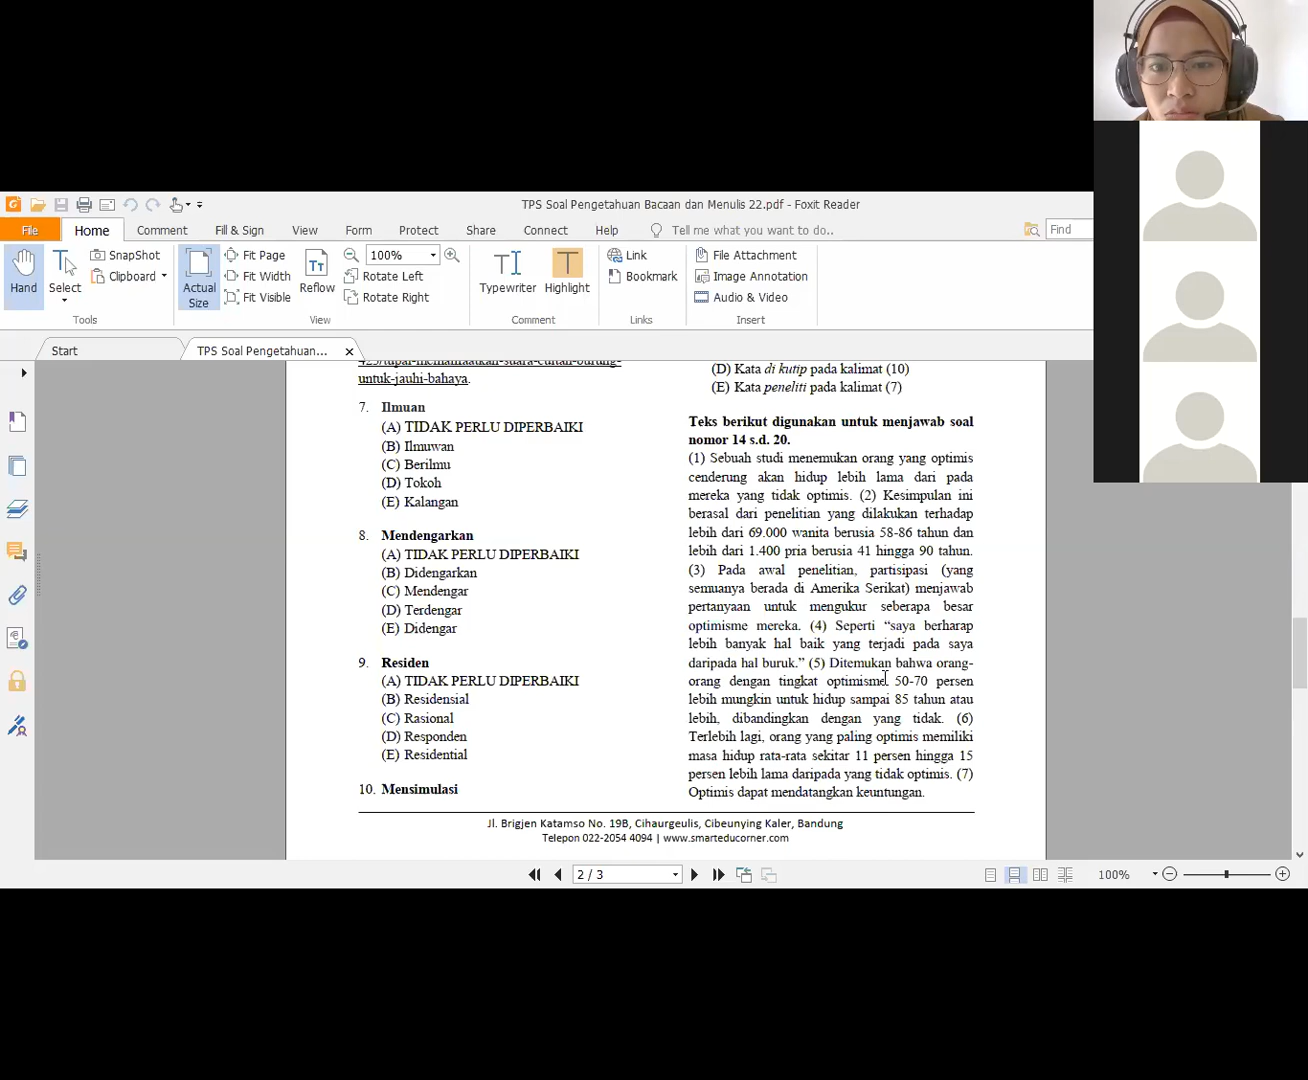 TPS Soal Pengetahuan Bacaan dan Menulis 22.pdf - Foxit Reader
File Home Comment Fill & Sign View Form Protect Share Connect Help Tell me what you want to do.. Find
Hand
Select
SnapShot
Clipboard
Tools
Actual Size
Fit Page
Fit Width
Fit Visible
Reflow
100%
Rotate Left
Rotate Right
View
Typewriter
Highlight
Comment
Link
Bookmark
Links
File Attachment
Image Annotation
Audio & Video
Insert
Start
TPS Soal Pengetahuan...
423/tupai-memanfaatkan-suara-cuitan-burung-
untuk-jauhi-bahaya.
7. Ilmuan
(A) TIDAK PERLU DIPERBAIKI
(B) Ilmuwan
(C) Berilmu
(D) Tokoh
(E) Kalangan
8. Mendengarkan
(A) TIDAK PERLU DIPERBAIKI
(B) Didengarkan
(C) Mendengar
(D) Terdengar
(E) Didengar
9. Residen
(A) TIDAK PERLU DIPERBAIKI
(B) Residensial
(C) Rasional
(D) Responden
(E) Residential
10. Mensimulasi
(D) Kata di kutip pada kalimat (10)
(E) Kata peneliti pada kalimat (7)
Teks berikut digunakan untuk menjawab soal
nomor 14 s.d. 20.
(1) Sebuah studi menemukan orang yang optimis
cenderung akan hidup lebih lama dari pada
mereka yang tidak optimis. (2) Kesimpulan ini
berasal dari penelitian yang dilakukan terhadap
lebih dari 69.000 wanita berusia 58-86 tahun dan
lebih dari 1.400 pria berusia 41 hingga 90 tahun.
(3) Pada awal penelitian, partisipasi (yang
semuanya berada di Amerika Serikat) menjawab
pertanyaan untuk mengukur seberapa besar
optimisme mereka. (4) Seperti “saya berharap
lebih banyak hal baik yang terjadi pada saya
daripada hal buruk.” (5) Ditemukan bahwa orang-
orang dengan tingkat optimisme 50-70 persen
lebih mungkin untuk hidup sampai 85 tahun atau
lebih, dibandingkan dengan yang tidak. (6)
Terlebih lagi, orang yang paling optimis memiliki
masa hidup rata-rata sekitar 11 persen hingga 15
persen lebih lama daripada yang tidak optimis. (7)
Optimis dapat mendatangkan keuntungan.
Jl. Brigjen Katamso No. 19B, Cihaurgeulis, Cibeunying Kaler, Bandung
Telepon 022-2054 4094 | www.smarteducorner.com
2 / 3
100%